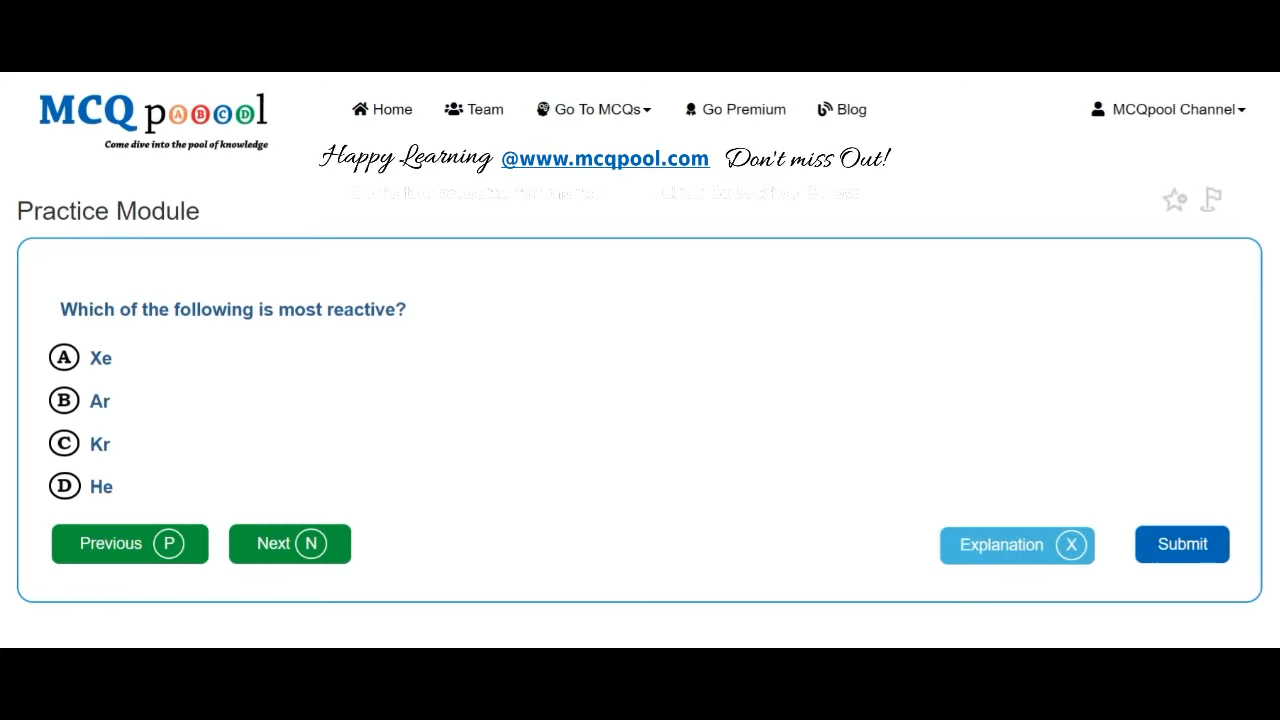 MCQ pooool
Come dive into the pool of knowledge
Home Team Go To MCQs Go Premium Blog MCQpool Channel
Happy Learning @www.mcqpool.com Don't miss Out!
Practice Module
Which of the following is most reactive?
A Xe
B Ar
C Kr
D He
Previous P Next N Explanation X Submit